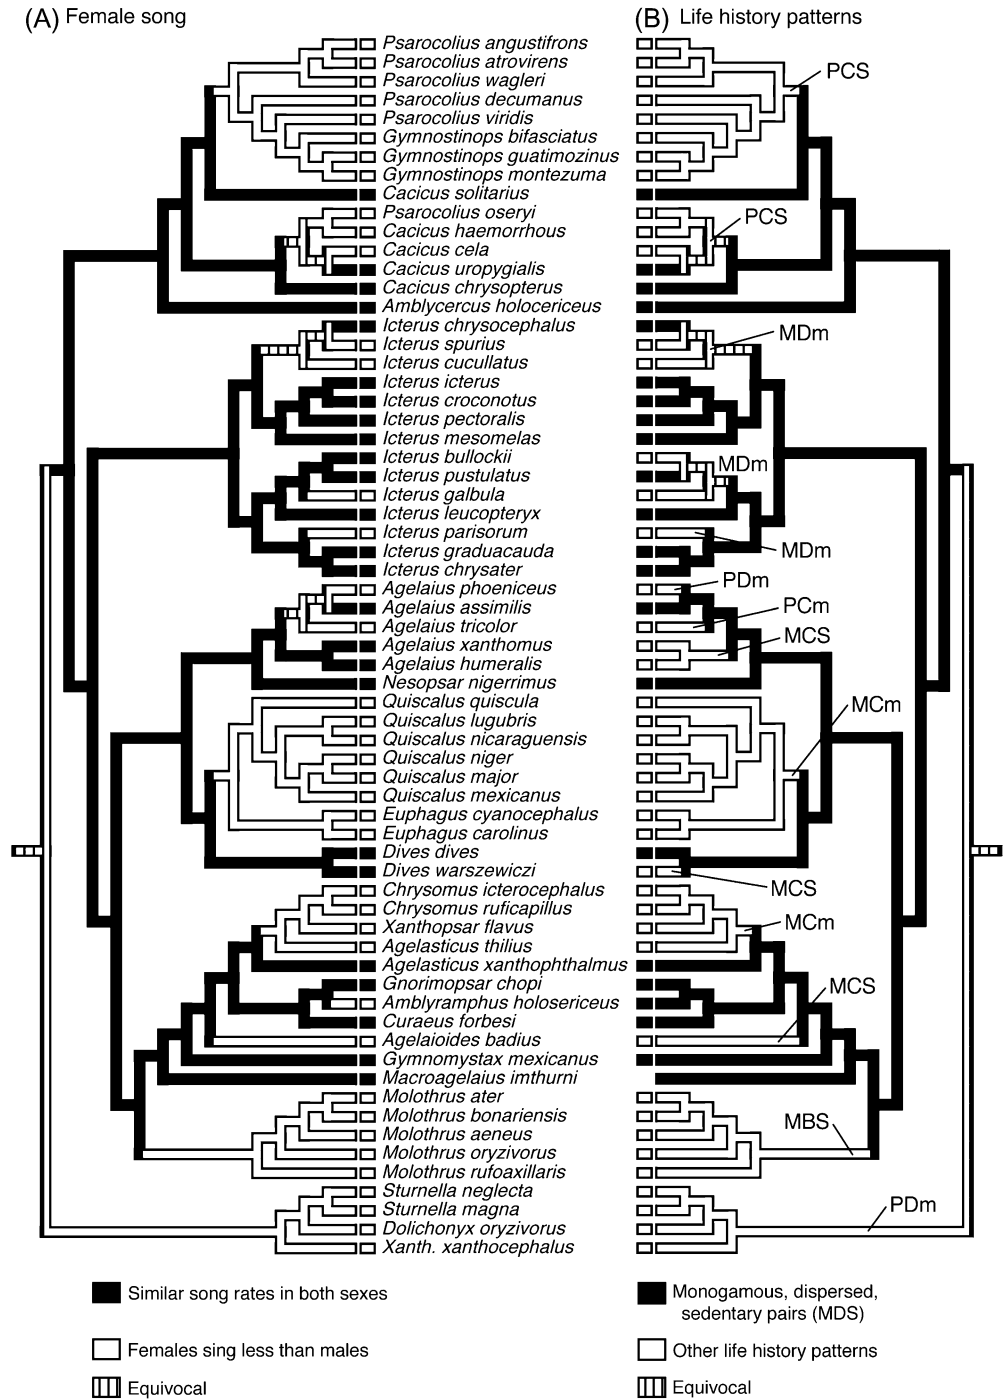 (A) Female song
(B) Life history patterns
Psarocolius angustifrons
Psarocolius atrovirens
Psarocolius wagleri
PCS
Psarocolius decumanus
Psarocolius viridis
Gymnostinops bifasciatus
Gymnostinops guatimozinus
Gymnostinops montezuma
Cacicus solitarius
Psarocolius oseryi
PCS
Cacicus haemorrhous
Cacicus cela
Cacicus uropygialis
Cacicus chrysopterus
Amblycercus holocericeus
Icterus chrysocephalus
MDm
Icterus spurius
Icterus cucullatus
Icterus icterus
Icterus croconotus
Icterus pectoralis
Icterus mesomelas
Icterus bullockii
MDm
Icterus pustulatus
Icterus galbula
Icterus leucopteryx
Icterus parisorum
Icterus graduacauda
MDm
Icterus chrysater
Agelaius phoeniceus
PDm
Agelaius assimilis
PCm
Agelaius tricolor
MCS
Agelaius xanthomus
Agelaius humeralis
Nesopsar nigerrimus
Quiscalus quiscula
MCm
Quiscalus lugubris
Quiscalus nicaraguensis
Quiscalus niger
Quiscalus major
Quiscalus mexicanus
Euphagus cyanocephalus
Euphagus carolinus
Dives dives
Dives warszewiczi
MCS
Chrysomus icterocephalus
Chrysomus ruficapillus
MCm
Xanthopsar flavus
Agelasticus thilius
Agelasticus xanthophthalmus
Gnorimopsar chopi
MCS
Amblyramphus holosericeus
Curaeus forbesi
Agelaioides badius
Gymnomystax mexicanus
Macroagelaius imthurni
Molothrus ater
Molothrus bonariensis
MBS
Molothrus aeneus
Molothrus oryzivorus
Molothrus rufoaxillaris
Sturnella neglecta
PDm
Sturnella magna
Dolichonyx oryzivorus
Xanth. xanthocephalus
Similar song rates in both sexes
Females sing less than males
Equivocal
Monogamous, dispersed,
sedentary pairs (MDS)
Other life history patterns
Equivocal